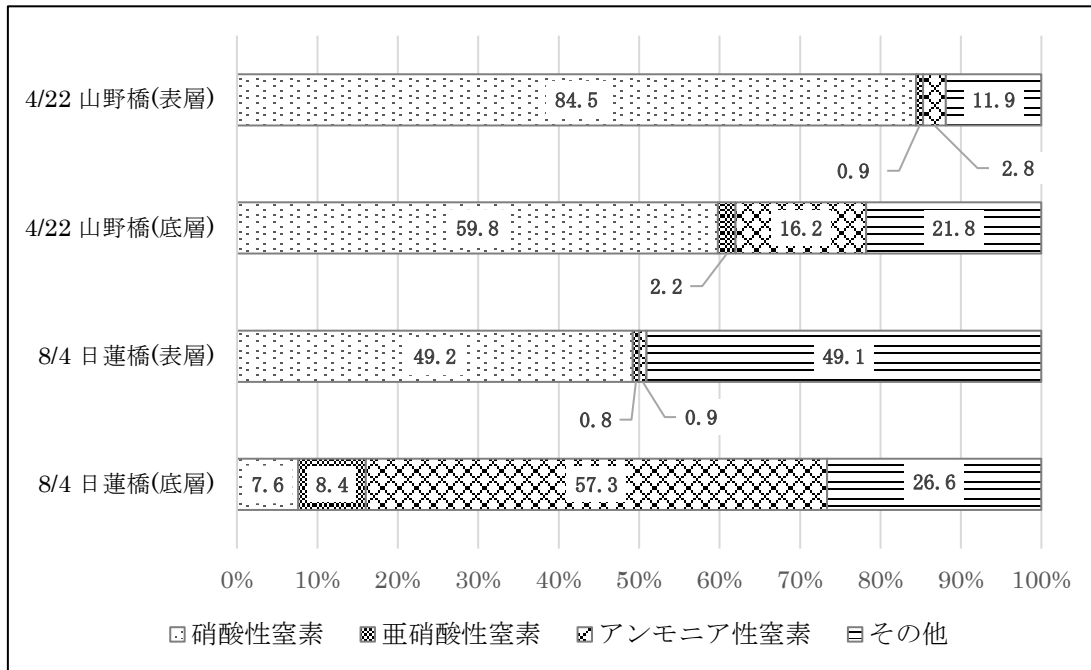 4/22 山野橋(表層)
84.5
11.9
0.9
2.8
4/22 山野橋(底層)
59.8
16.2
21.8
2.2
8/4 日蓮橋(表層)
49.2
49.1
0.8
0.9
8/4 日蓮橋(底層)
7.6
8.4
57.3
26.6
0% 10% 20% 30% 40% 50% 60% 70% 80% 90% 100%
硝酸性窒素 亜硝酸性窒素 アンモニア性窒素 その他